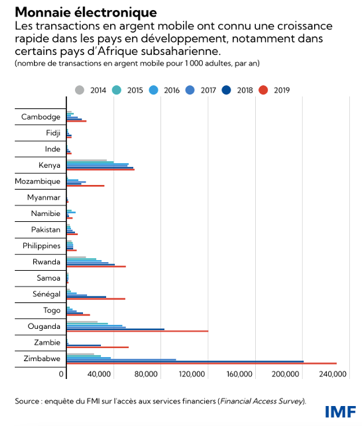 Monnaie électronique
Les transactions en argent mobile ont connu une croissance
rapide dans les pays en développement, notamment dans
certains pays d'Afrique subsaharienne.
(nombre de transactions en argent mobile pour 1 000 adultes, par an)
2014 2015 2016 2017 2018 2019
Cambodge
Fidji
Inde
Kenya
Mozambique
Myanmar
Namibie
Pakistan
Philippines
Rwanda
Samoa
Sénégal
Togo
Ouganda
Zambie
Zimbabwe
0 40,000 80,000 120,000 160,000 200,000 240,000
Source : enquête du FMI sur l'accès aux services financiers (Financial Access Survey).
IMF